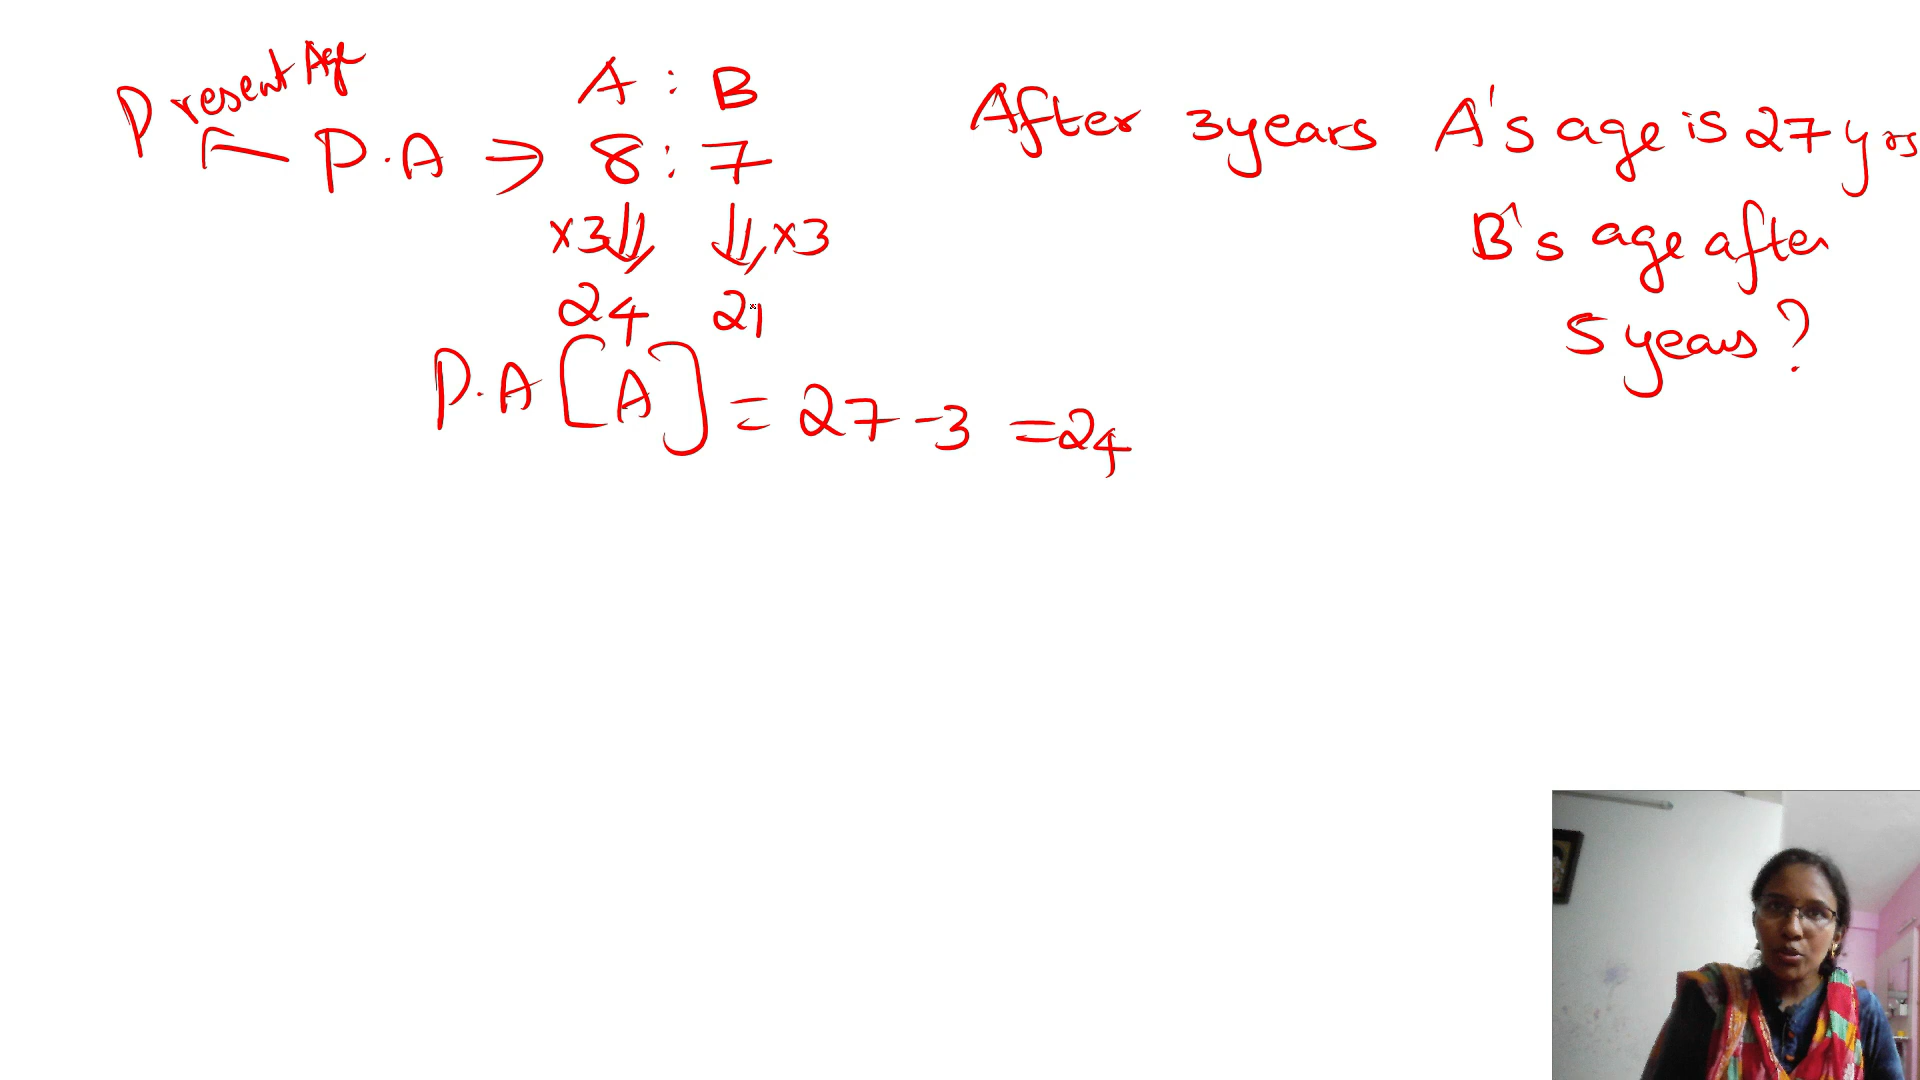 Present Age
P.A ⇒ A : B
8 : 7
×3 ⇓ ⇓ ×3
24 21
P.A [A] = 27 - 3 = 24
After 3years A's age is 27 yrs
B's age after
5 years ?